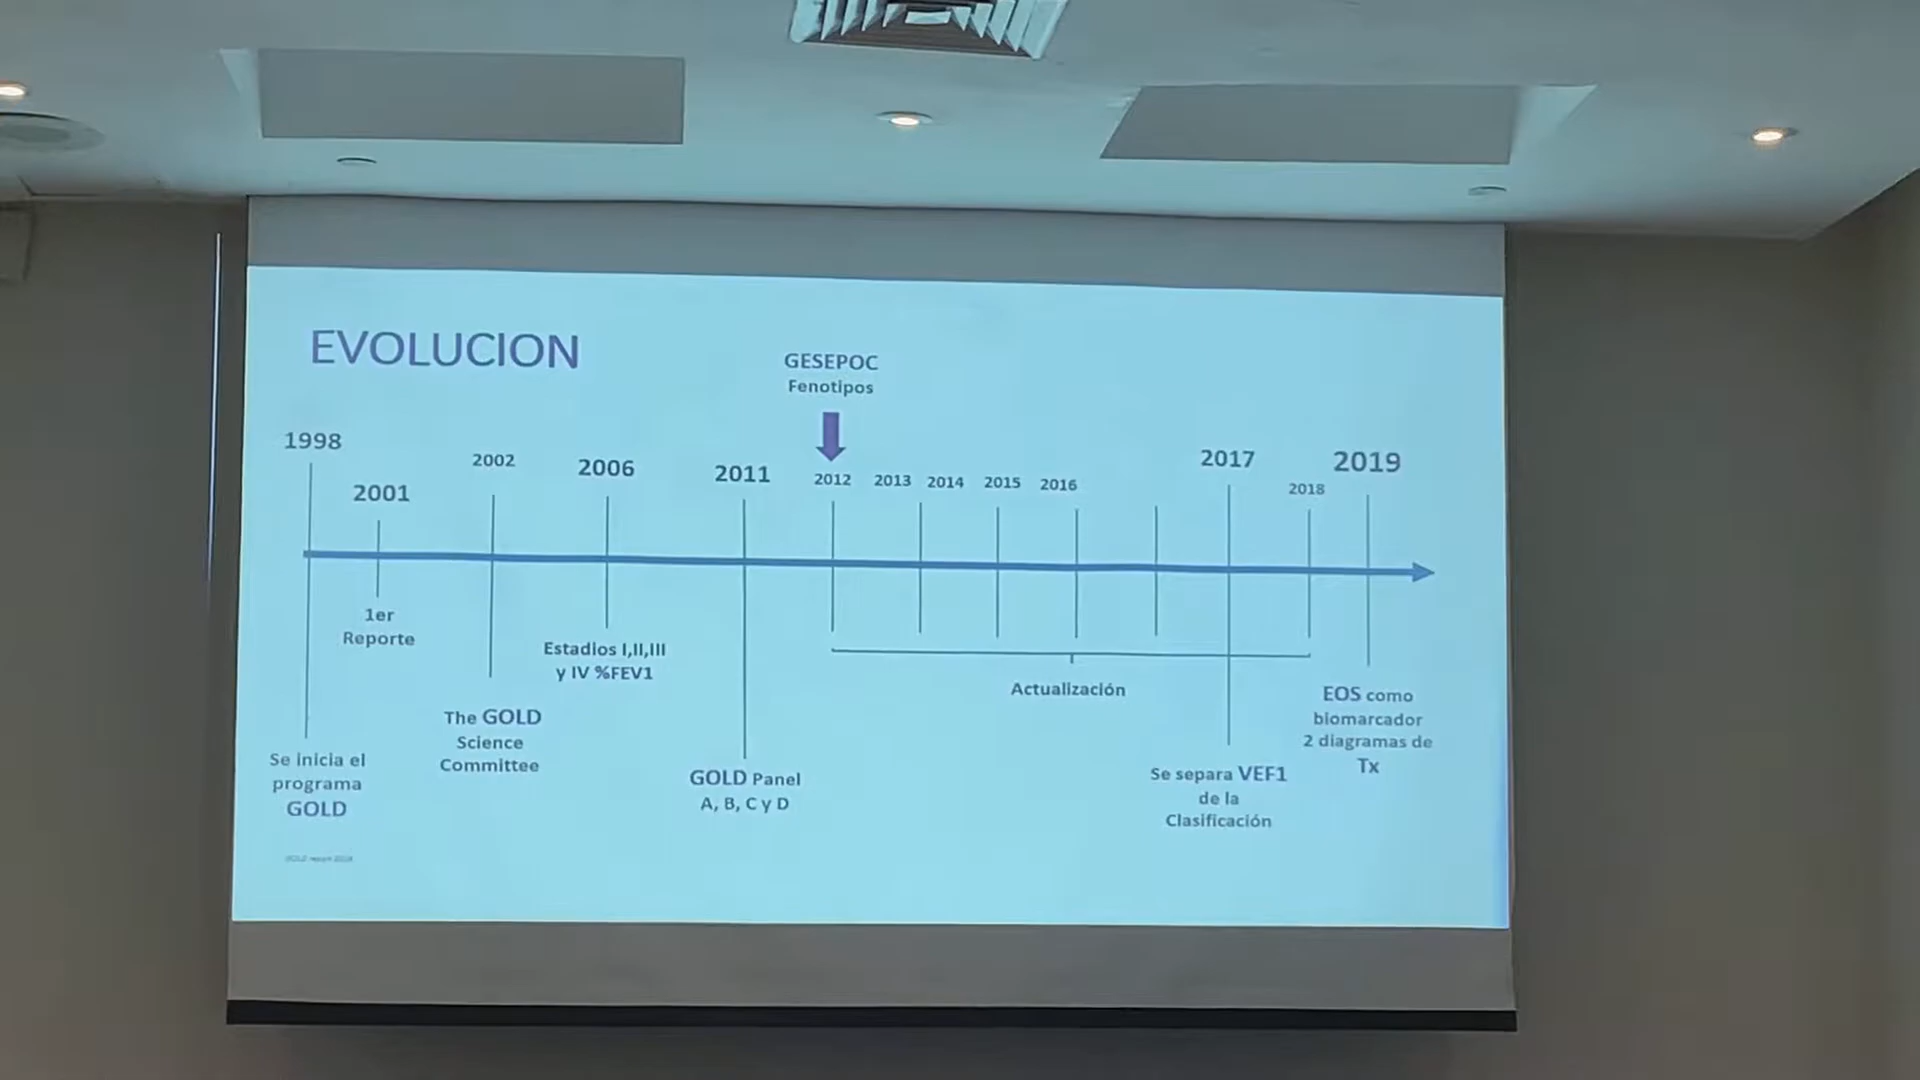 EVOLUCION
GESEPOC
Fenotipos
1998
2001
2002
2006
2011
2012
2013
2014
2015
2016
2017
2018
2019
1er
Reporte
Estadios I,II,III
y IV %FEV1
Actualización
The GOLD
Science
Committee
EOS como
biomarcador
2 diagramas de
Tx
Se inicia el
programa
GOLD
GOLD Panel
A, B, C y D
Se separa VEF1
de la
Clasificación